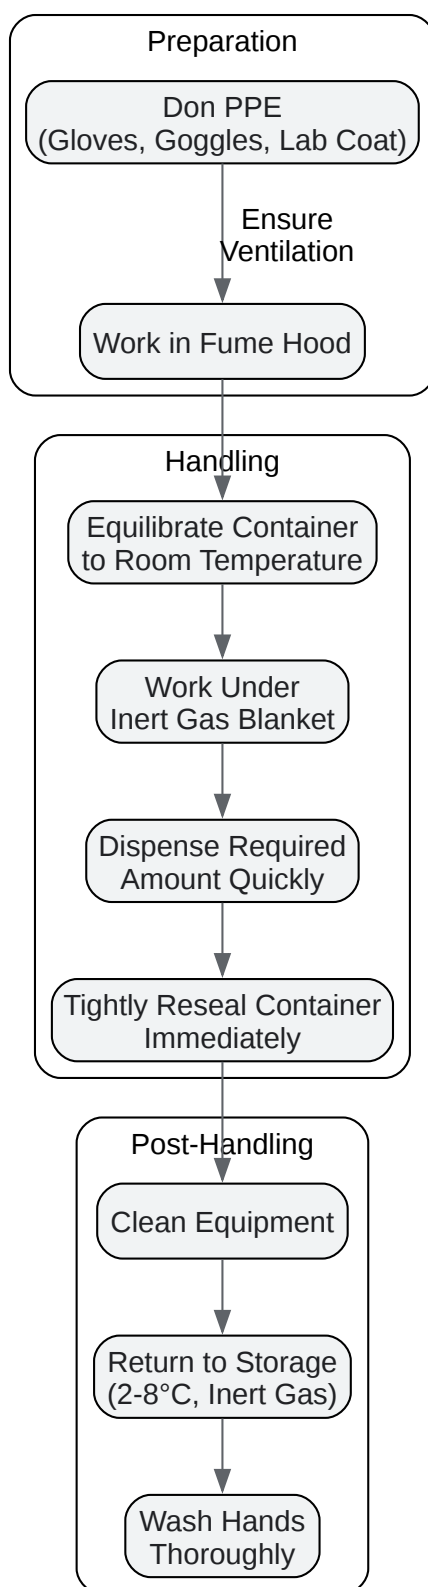 Preparation
Don PPE
(Gloves, Goggles, Lab Coat)
Ensure
Ventilation
Work in Fume Hood
Handling
Equilibrate Container
to Room Temperature
Work Under
Inert Gas Blanket
Dispense Required
Amount Quickly
Tightly Reseal Container
Immediately
Post-Handling
Clean Equipment
Return to Storage
(2-8°C, Inert Gas)
Wash Hands
Thoroughly